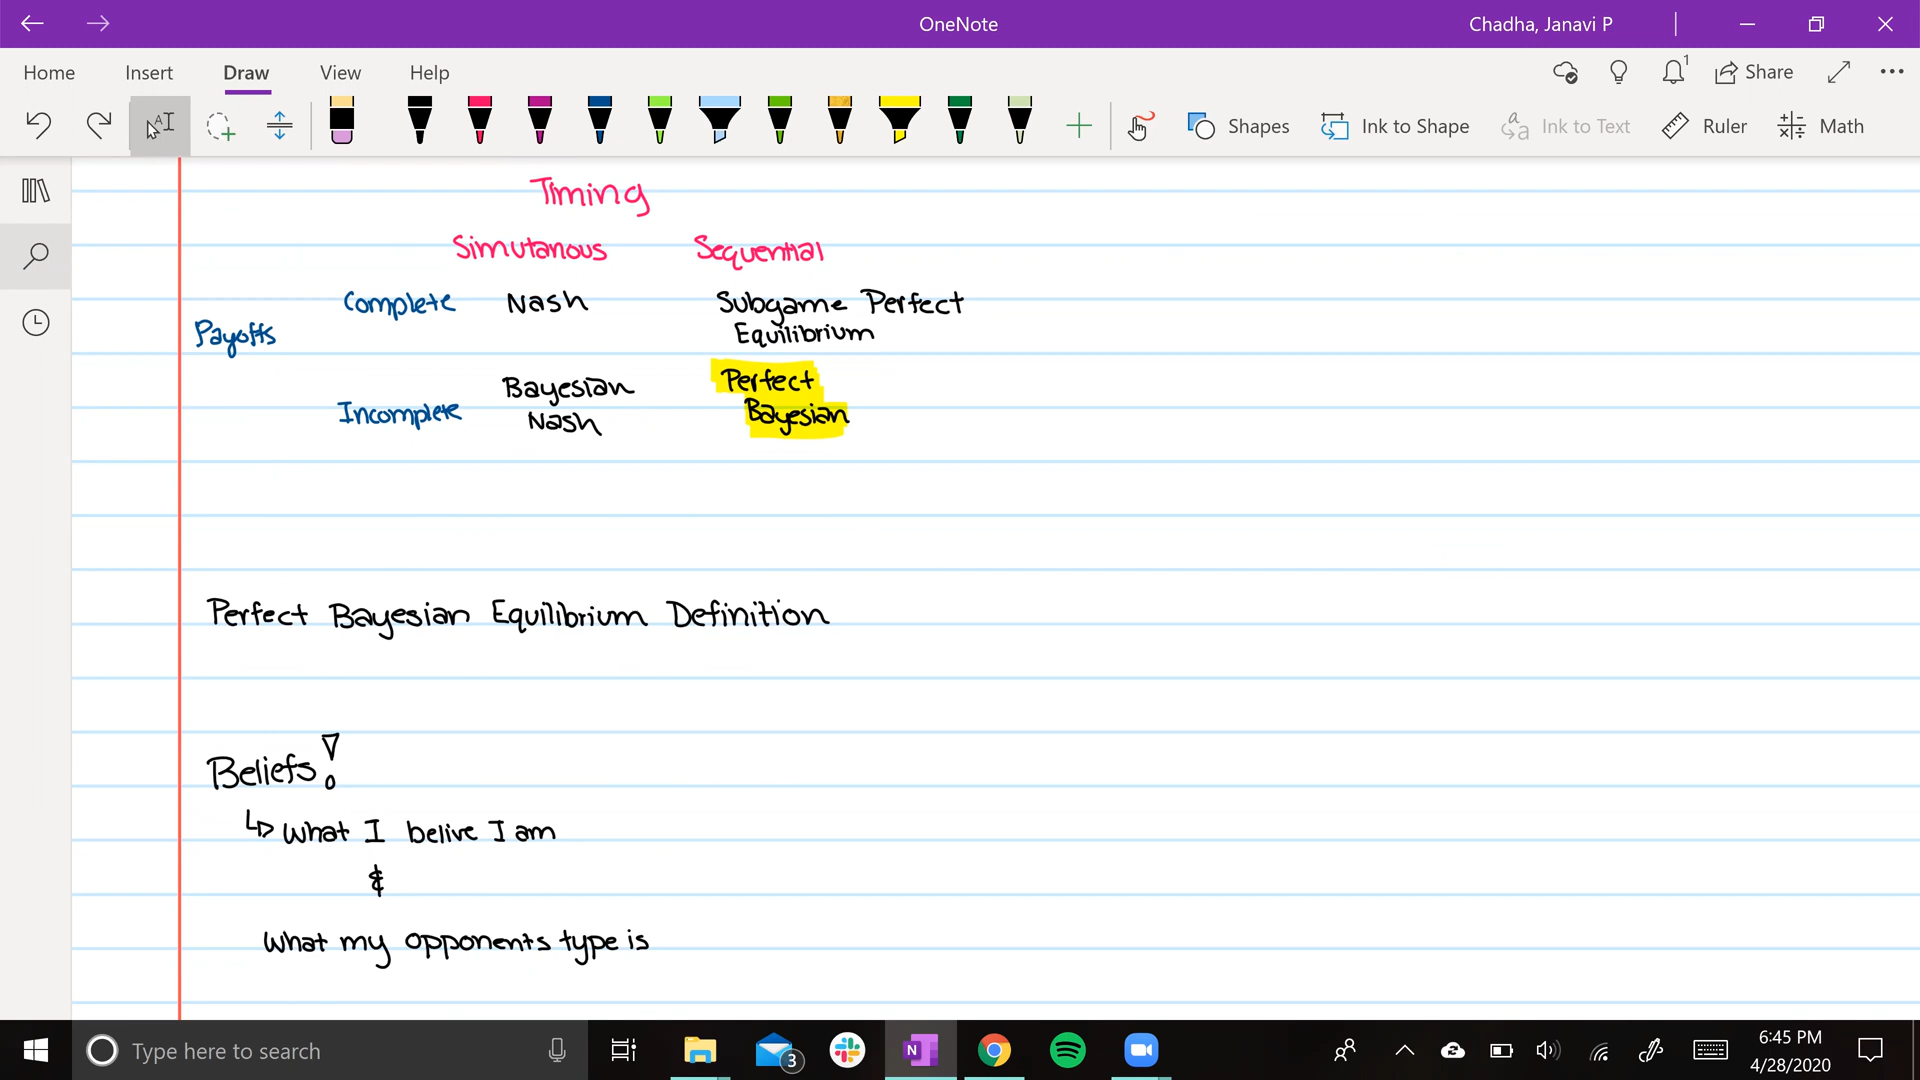 OneNote
Chadha, Janavi P
Home Insert Draw View Help
1
Share
Shapes Ink to Shape Ink to Text Ruler Math
Timing
Simutanous Sequential
Complete Nash Subgame Perfect
Payoffs Equilibrium
Bayesian Perfect
Incomplete Nash Bayesian
Perfect Bayesian Equilibrium Definition
Beliefs!
What I belive I am
&
What my opponents type is
Type here to search
3
6:45 PM
4/28/2020